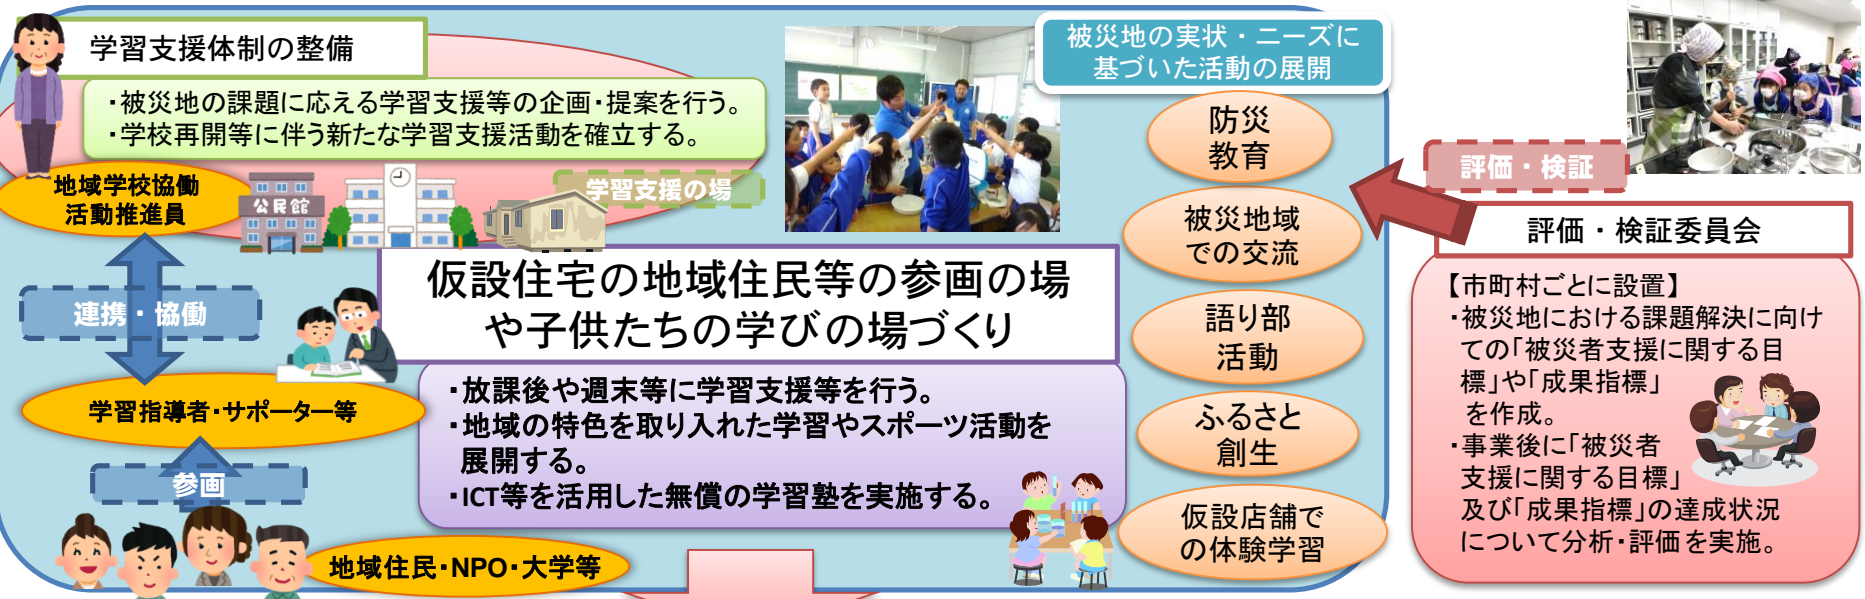 学習支援体制の整備
・被災地の課題に応える学習支援等の企画・提案を行う。
・学校再開等に伴う新たな学習支援活動を確立する。
地域学校協働
活動推進員
公民館
学習支援の場
連携・協働
学習指導者・サポーター等
参画
地域住民・NPO・大学等
仮設住宅の地域住民等の参画の場
や子供たちの学びの場づくり
・放課後や週末等に学習支援等を行う。
・地域の特色を取り入れた学習やスポーツ活動を
展開する。
・ICT等を活用した無償の学習塾を実施する。
被災地の実状・ニーズに
基づいた活動の展開
防災
教育
被災地域
での交流
語り部
活動
ふるさと
創生
仮設店舗で
の体験学習
評価・検証
評価・検証委員会
【市町村ごとに設置】
・被災地における課題解決に向け
ての「被災者支援に関する目
標」や「成果指標」
を作成。
・事業後に「被災者
支援に関する目標」
及び「成果指標」の達成状況
について分析・評価を実施。